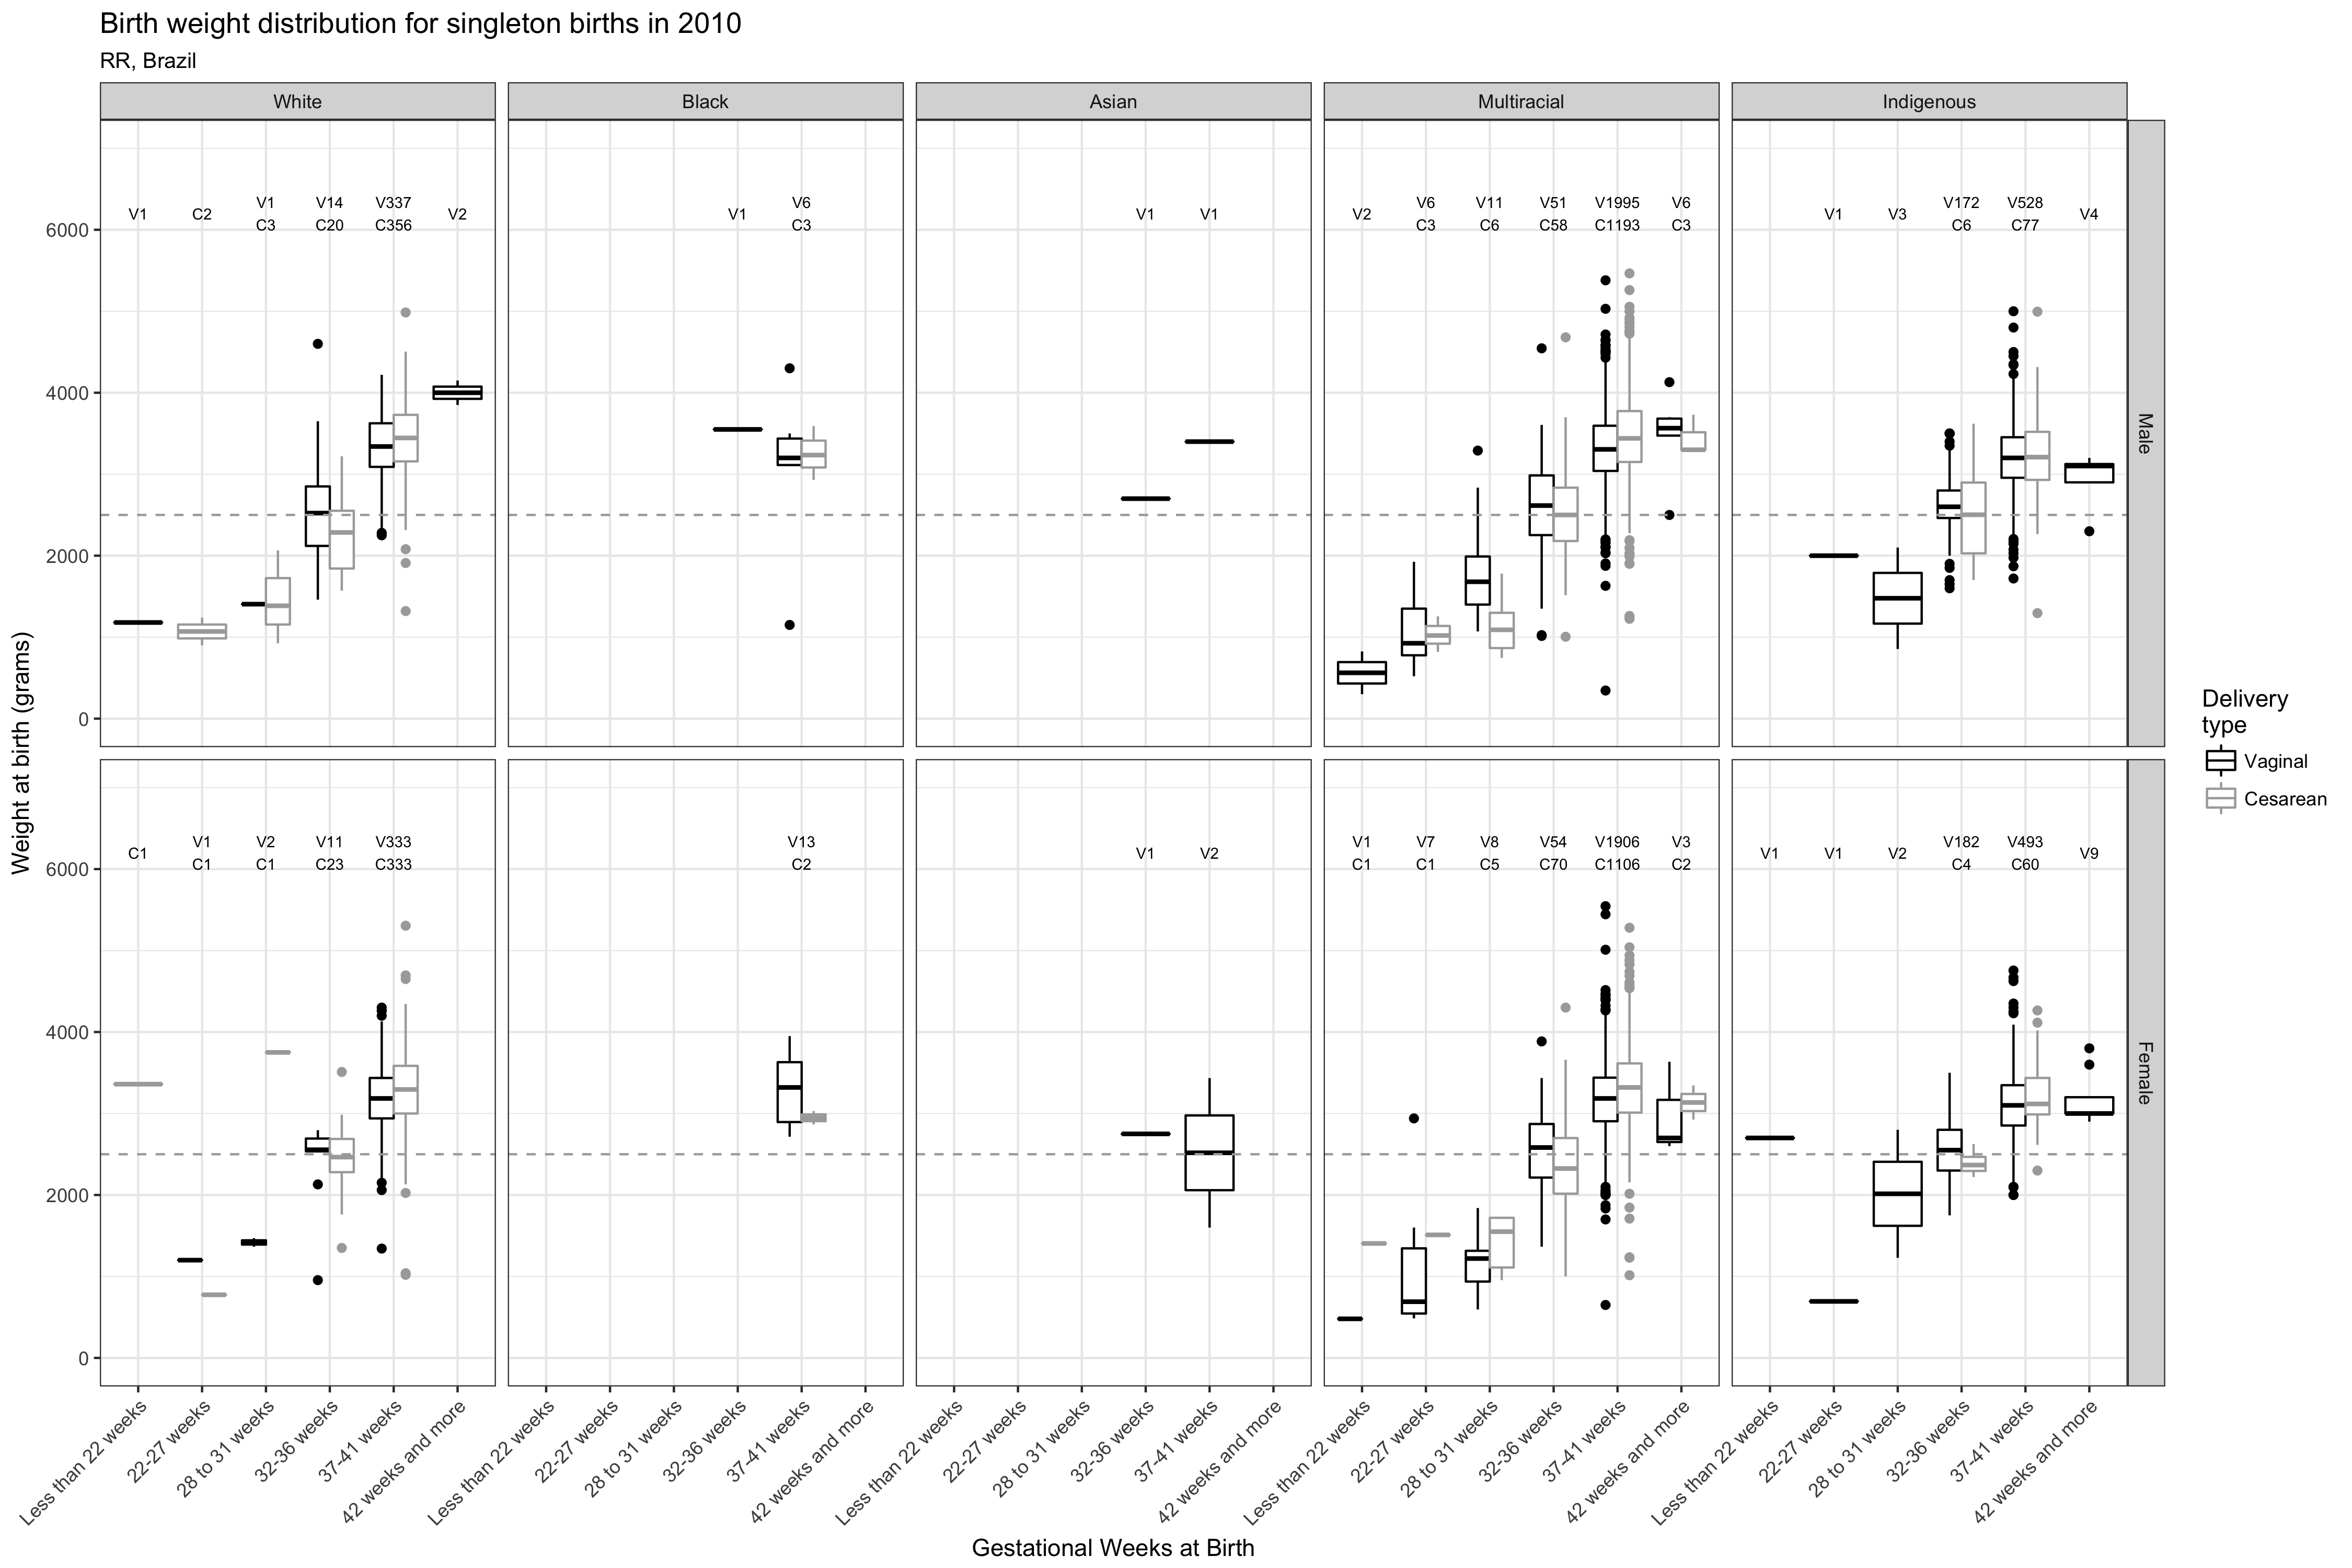 Birth weight distribution for singleton births in 2010
RR, Brazil
White Black Asian Multiracial Indigenous
V1 C2 V1 V14 V337 V2
C3 C20 C356
V1 V6
C3
V1 V1
V2 V6 V11 V51 V1995 V6
C3 C6 C58 C1193 C3
V1 V3 V172 V528 V4
C6 C77
6000
4000
2000
0
Male
C1 V1 V2 V11 V333
C1 C1 C23 C333
V13
C2
V1 V2
V1 V7 V8 V54 V1906 V3
C1 C1 C5 C70 C1106 C2
V1 V1 V2 V182 V493 V9
C4 C60
6000
4000
2000
0
Female
Weight at birth (grams)
Less than 22 weeks
22-27 weeks
28 to 31 weeks
32-36 weeks
37-41 weeks
42 weeks and more
Less than 22 weeks
22-27 weeks
28 to 31 weeks
32-36 weeks
37-41 weeks
42 weeks and more
Less than 22 weeks
22-27 weeks
28 to 31 weeks
32-36 weeks
37-41 weeks
42 weeks and more
Less than 22 weeks
22-27 weeks
28 to 31 weeks
32-36 weeks
37-41 weeks
42 weeks and more
Less than 22 weeks
22-27 weeks
28 to 31 weeks
32-36 weeks
37-41 weeks
42 weeks and more
Gestational Weeks at Birth
Delivery
type
Vaginal
Cesarean